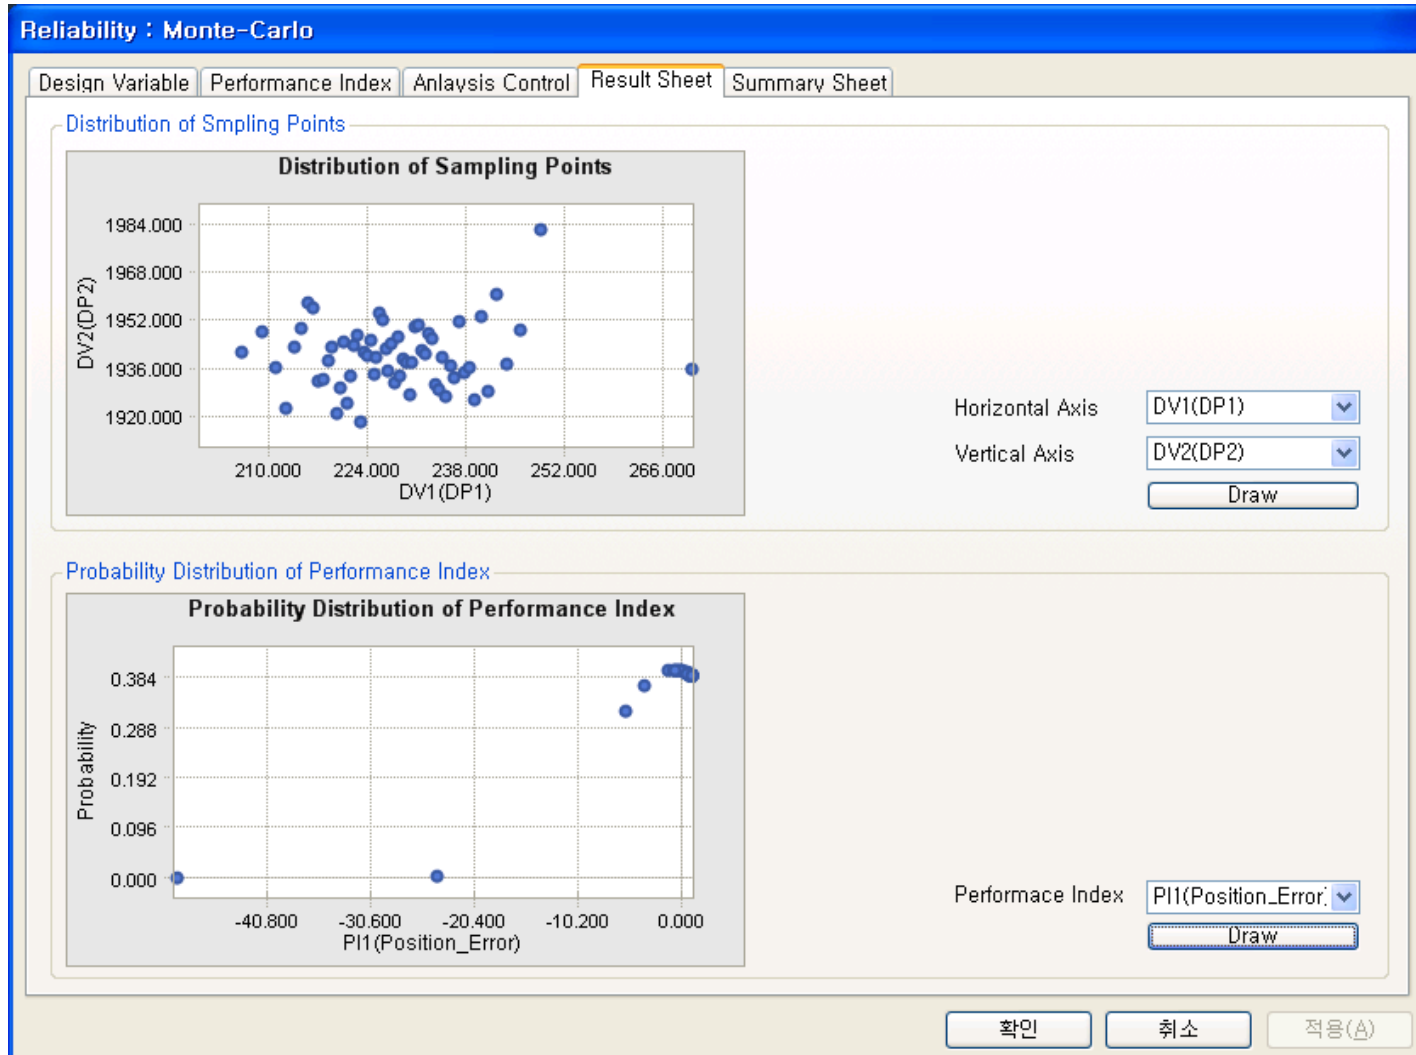 Reliability : Monte-Carlo
Design Variable Performance Index Anlaysis Control Result Sheet Summary Sheet
Distribution of Smpling Points
Distribution of Sampling Points
1984.000
1968.000
1952.000
1936.000
1920.000
DV2(DP2)
210.000 224.000 238.000 252.000 266.000
DV1(DP1)
Horizontal Axis DV1(DP1)
Vertical Axis DV2(DP2)
Draw
Probability Distribution of Performance Index
Probability Distribution of Performance Index
0.384
0.288
0.192
0.096
0.000
Probability
-40.800 -30.600 -20.400 -10.200 0.000
PI1(Position_Error)
Performace Index PI1(Position_Error)
Draw
확인 취소 적용(A)